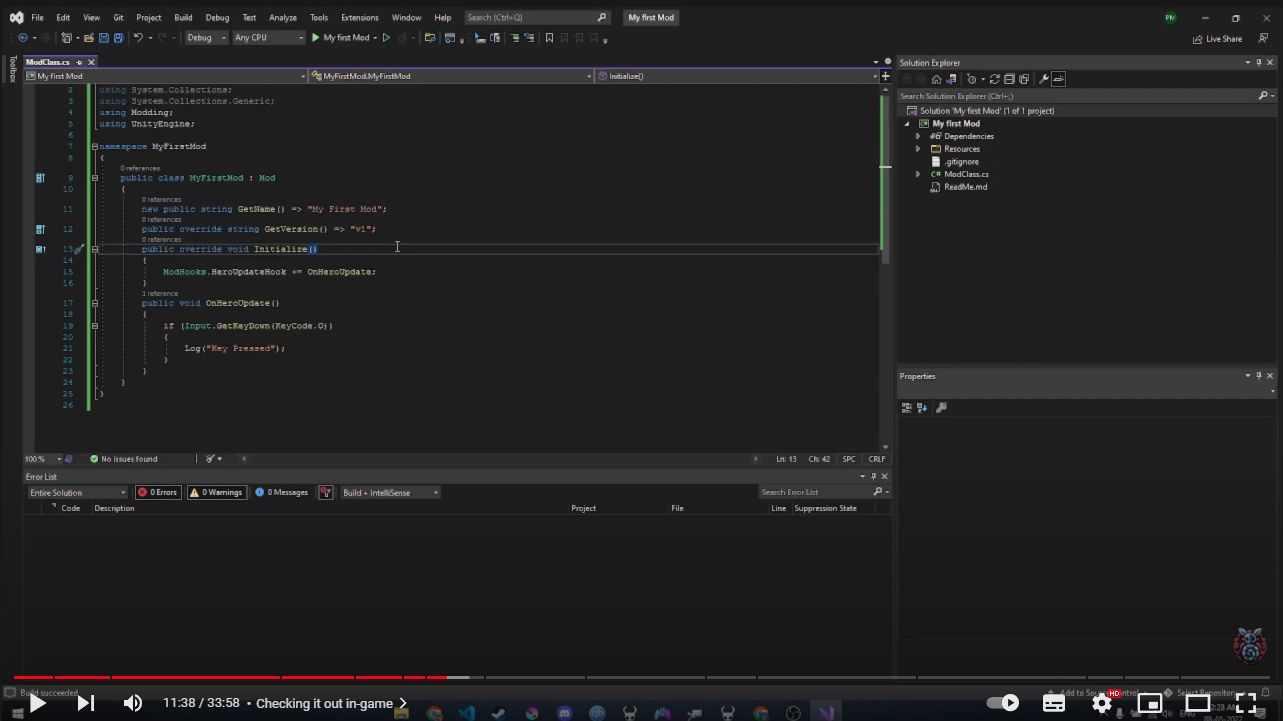 File Edit View Git Project Build Debug Test Analyze Tools Extensions Window Help Search (Ctrl+Q) My first Mod PM
Debug Any CPU My first Mod Live Share
Toolbox
ModClass.cs
My first Mod MyFirstMod.MyFirstMod Initialize()
2 using System.Collections;
3 using System.Collections.Generic;
4 using Modding;
5 using UnityEngine;
6
7 namespace MyFirstMod
8 {
0 references
9 public class MyFirstMod : Mod
10 {
0 references
11 new public string GetName() => "My First Mod";
0 references
12 public override string GetVersion() => "v1";
0 references
13 public override void Initialize()
14 {
15 ModHooks.HeroUpdateHook += OnHeroUpdate;
16 }
1 reference
17 public void OnHeroUpdate()
18 {
19 if (Input.GetKeyDown(KeyCode.O))
20 {
21 Log("Key Pressed");
22 }
23 }
24 }
25 }
26
100 % No issues found Ln: 13 Ch: 42 SPC CRLF
Error List
Entire Solution 0 Errors 0 Warnings 0 Messages Build + IntelliSense Search Error List
Code Description Project File Line Suppression State
Solution Explorer
Search Solution Explorer (Ctrl+;)
Solution 'My first Mod' (1 of 1 project)
My first Mod
Dependencies
Resources
.gitignore
ModClass.cs
ReadMe.md
Properties
Build succeeded
11:38 / 33:58 • Checking it out in-game
HD